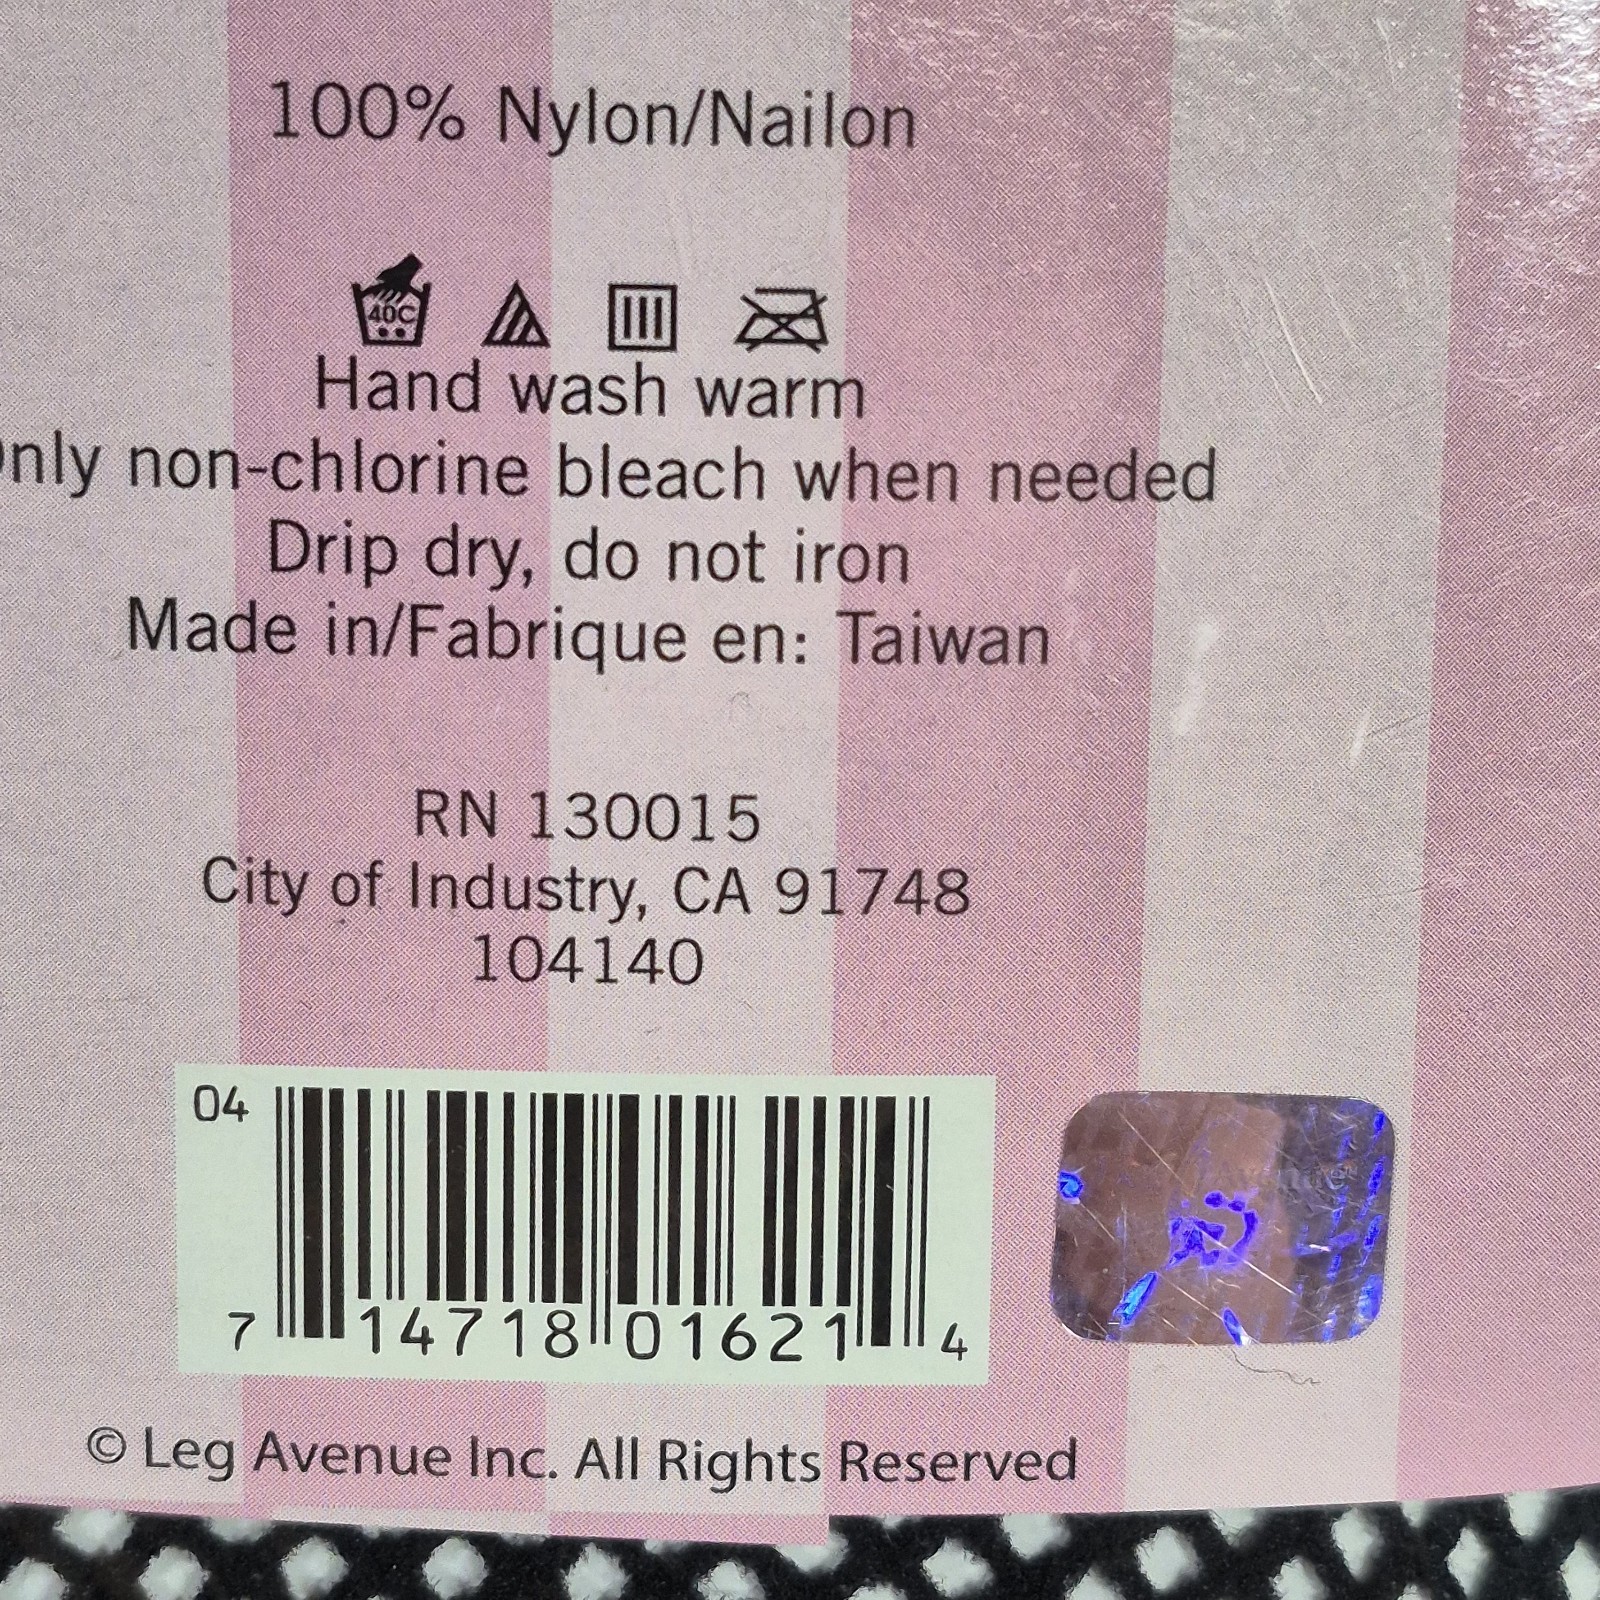 100% Nylon/Nailon
40C
Hand wash warm
Only non-chlorine bleach when needed
Drip dry, do not iron
Made in/Fabrique en: Taiwan
RN 130015
City of Industry, CA 91748
104140
04
7 14718 01621 4
Avenue
© Leg Avenue Inc. All Rights Reserved